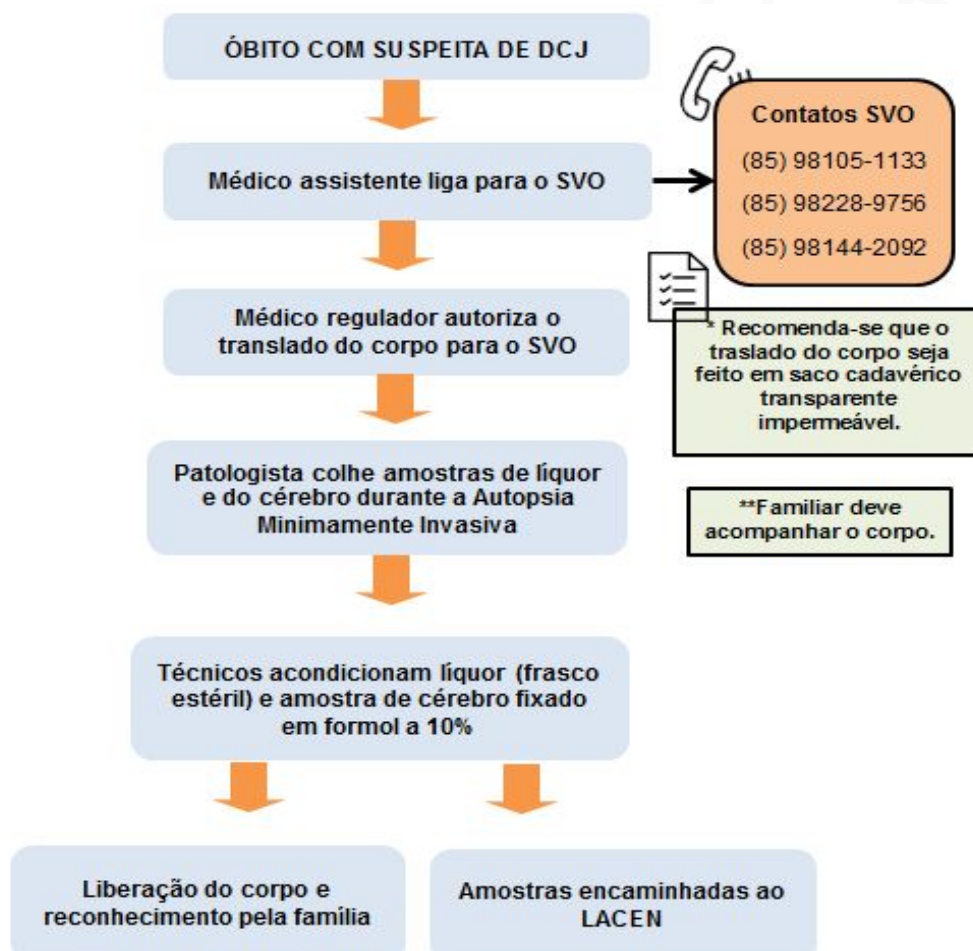 ÓBITO COM SUSPEITA DE DCJ
Médico assistente liga para o SVO
Contatos SVO
(85) 98105-1133
(85) 98228-9756
(85) 98144-2092
Médico regulador autoriza o
translado do corpo para o SVO
* Recomenda-se que o
traslado do corpo seja
feito em saco cadavérico
transparente
impermeável.
Patologista colhe amostras de líquor
e do cérebro durante a Autopsia
Minimamente Invasiva
**Familiar deve
acompanhar o corpo.
Técnicos acondicionam líquor (frasco
estéril) e amostra de cérebro fixado
em formol a 10%
Liberação do corpo e
reconhecimento pela família
Amostras encaminhadas ao
LACEN